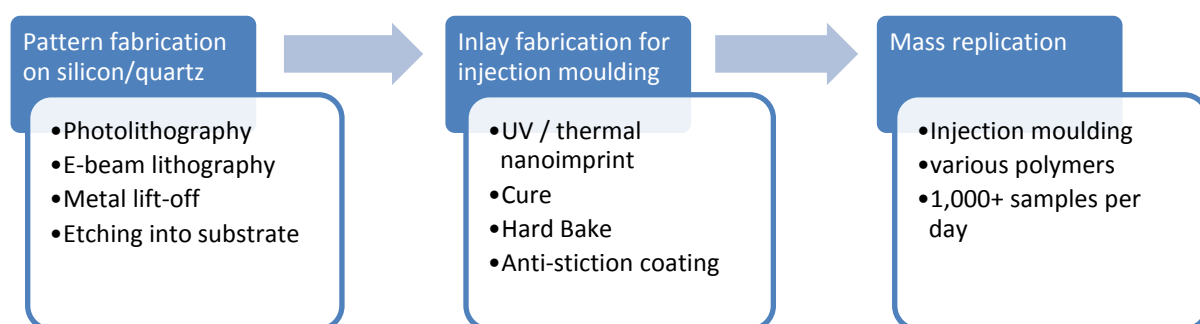 Pattern fabrication
on silicon/quartz
•Photolithography
•E-beam lithography
•Metal lift-off
•Etching into substrate
Inlay fabrication for
injection moulding
•UV / thermal
nanoimprint
•Cure
•Hard Bake
•Anti-stiction coating
Mass replication
•Injection moulding
•various polymers
•1,000+ samples per
day